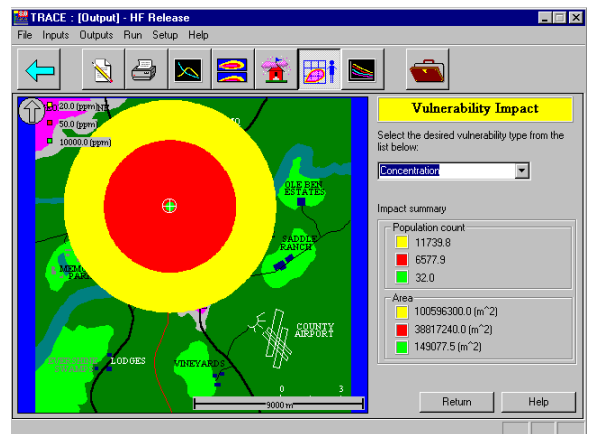 TRACE : [Output] - HF Release
File Inputs Outputs Run Setup Help
20.0 (ppm)
50.0 (ppm)
10000.0 (ppm)
OLE BEN
ESTATES
SADDLE
RANCH
COUNTY
AIRPORT
LODGES
VINEYARDS
0 3
9000 m
Vulnerability Impact
Select the desired vulnerability type from the
list below:
Concentration
Impact summary
Population count
11739.8
6577.9
32.0
Area
100596300.0 (m^2)
38817240.0 (m^2)
149077.5 (m^2)
Return Help